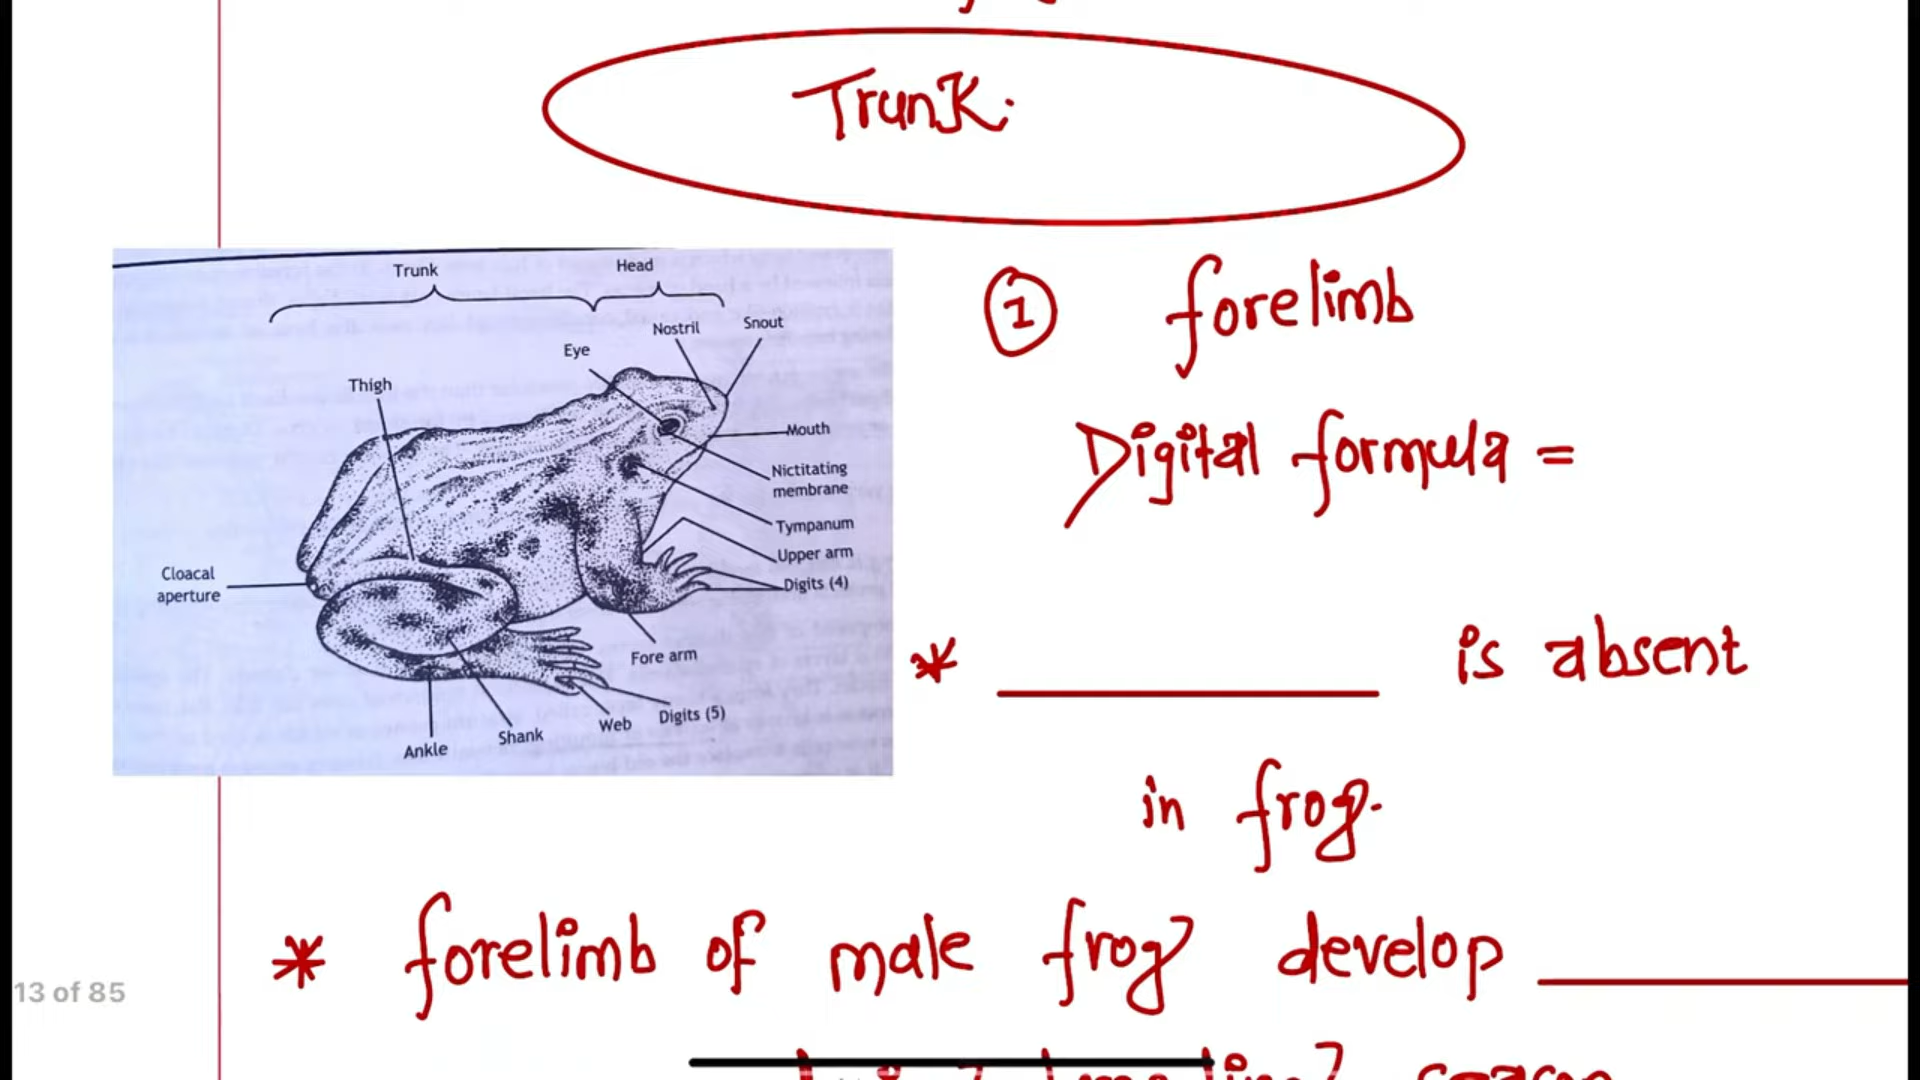 Trunk.
Trunk
Head
Nostril
Snout
Eye
Thigh
Mouth
Nictitating
membrane
Tympanum
Upper arm
Digits (4)
Cloacal
aperture
Fore arm
Digits (5)
Web
Shank
Ankle
1 forelimb
Digital formula =
* is absent
in frog.
* forelimb of male frog develop
13 of 85
season